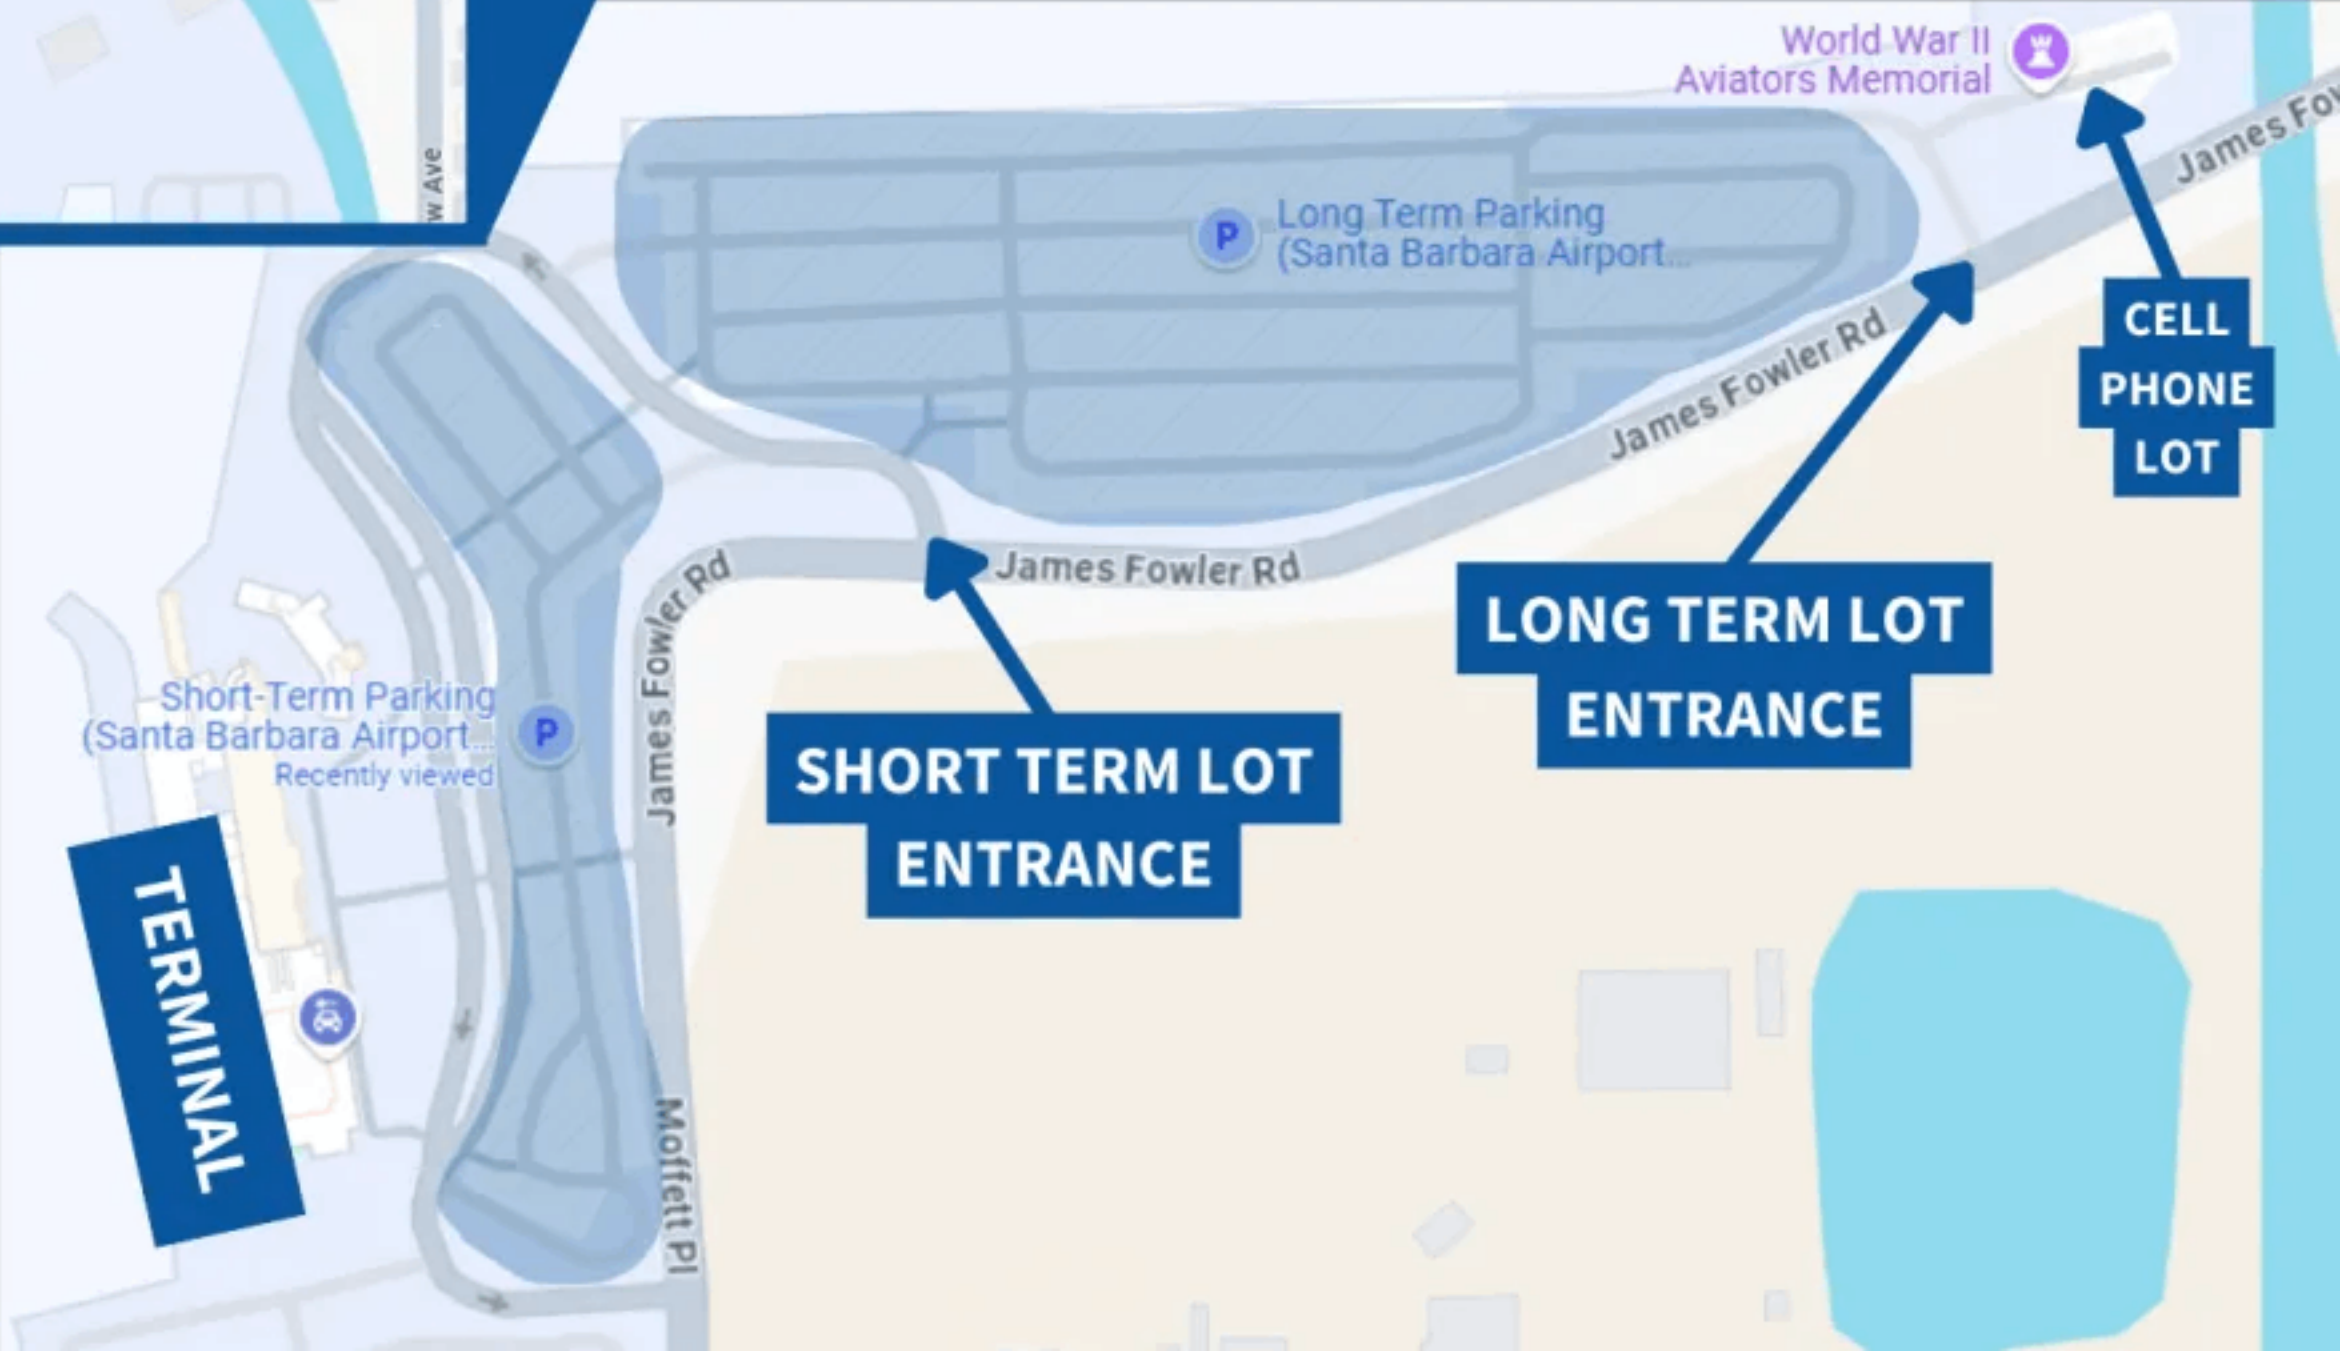 World War II
Aviators Memorial
James Fow
w Ave
P
Long Term Parking
(Santa Barbara Airport...
CELL
PHONE
LOT
James Fowler Rd
James Fowler Rd
James Fowler Rd
LONG TERM LOT
ENTRANCE
Short-Term Parking
(Santa Barbara Airport...
Recently viewed
P
SHORT TERM LOT
ENTRANCE
TERMINAL
Moffett Pl